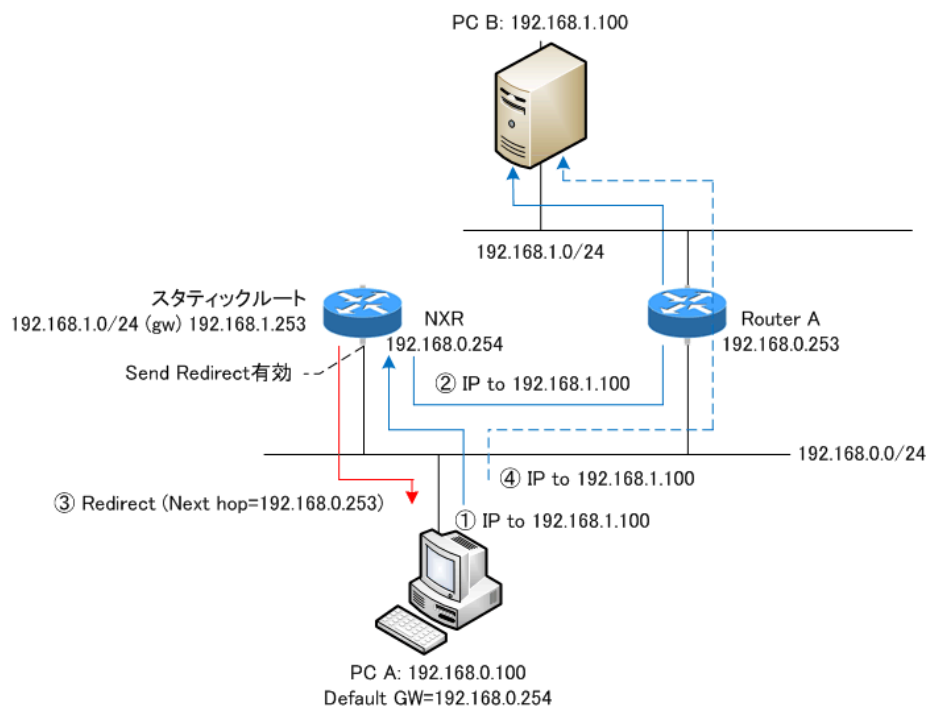 PC B: 192.168.1.100
192.168.1.0/24
スタティックルート
192.168.1.0/24 (gw) 192.168.1.253
NXR
192.168.0.254
Router A
192.168.0.253
Send Redirect有効
② IP to 192.168.1.100
192.168.0.0/24
④ IP to 192.168.1.100
③ Redirect (Next hop=192.168.0.253)
① IP to 192.168.1.100
PC A: 192.168.0.100
Default GW=192.168.0.254